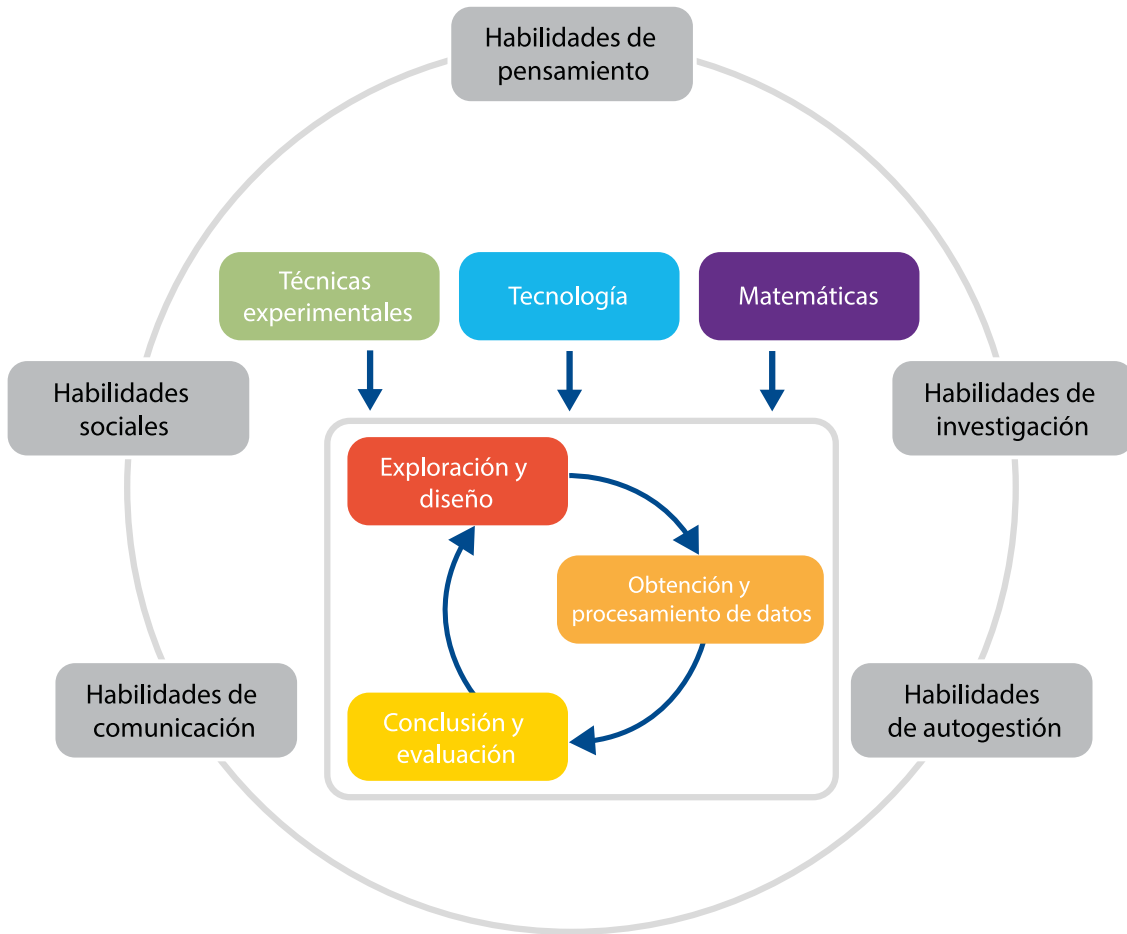 Habilidades de
pensamiento
Técnicas
experimentales
Tecnología
Matemáticas
Habilidades
sociales
Habilidades de
investigación
Exploración y
diseño
Obtención y
procesamiento de datos
Habilidades de
comunicación
Conclusión y
evaluación
Habilidades
de autogestión